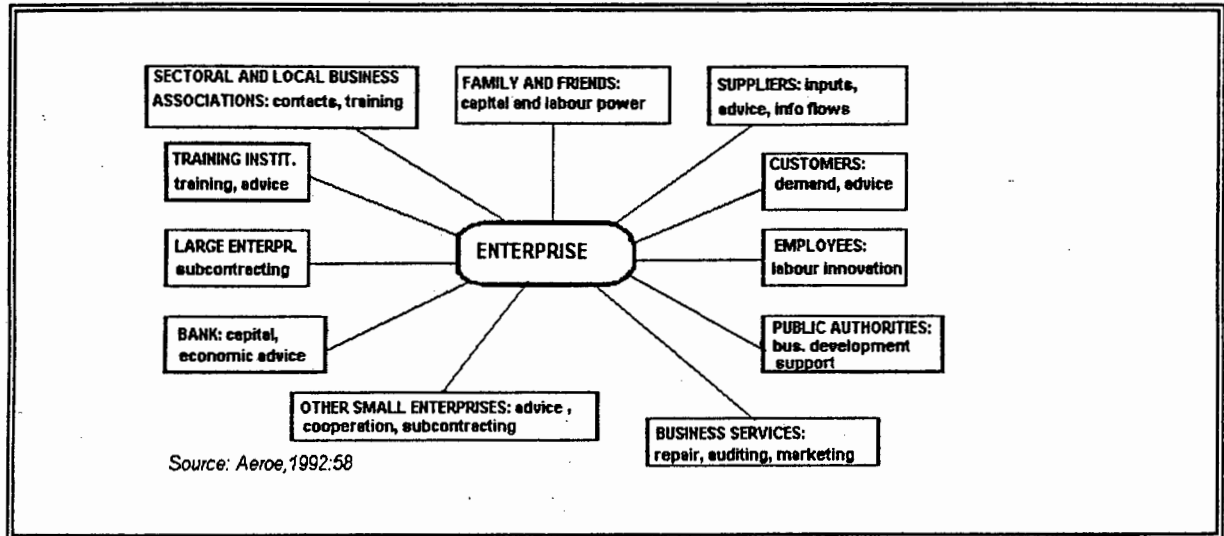 SECTORAL AND LOCAL BUSINESS
ASSOCIATIONS: contacts, training
FAMILY AND FRIENDS:
capital and labour power
SUPPLIERS: inputs,
advice, info flows
TRAINING INSTIT.
training, advice
CUSTOMERS:
demand, advice
LARGE ENTERPR.
subcontracting
ENTERPRISE
EMPLOYEES:
labour innovation
BANK: capital,
economic advice
PUBLIC AUTHORITIES:
bus. development
support
OTHER SMALL ENTERPRISES: advice ,
cooperation, subcontracting
BUSINESS SERVICES:
repair, auditing, marketing
Source: Aeroe,1992:58